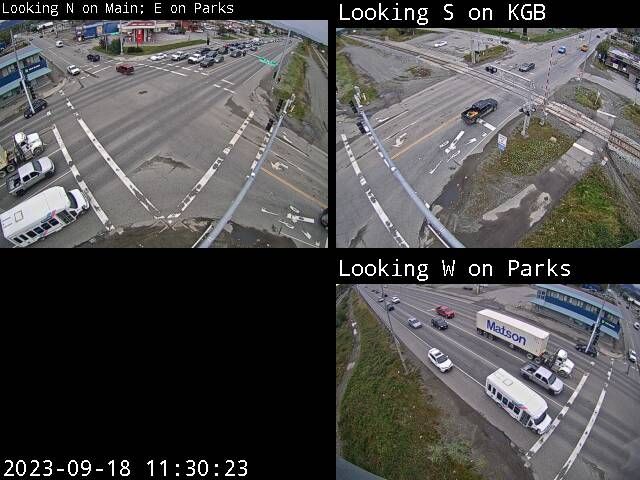 Looking N on Main; E on Parks
Looking S on KGB
Looking W on Parks
Matson
2023-09-18 11:30:23